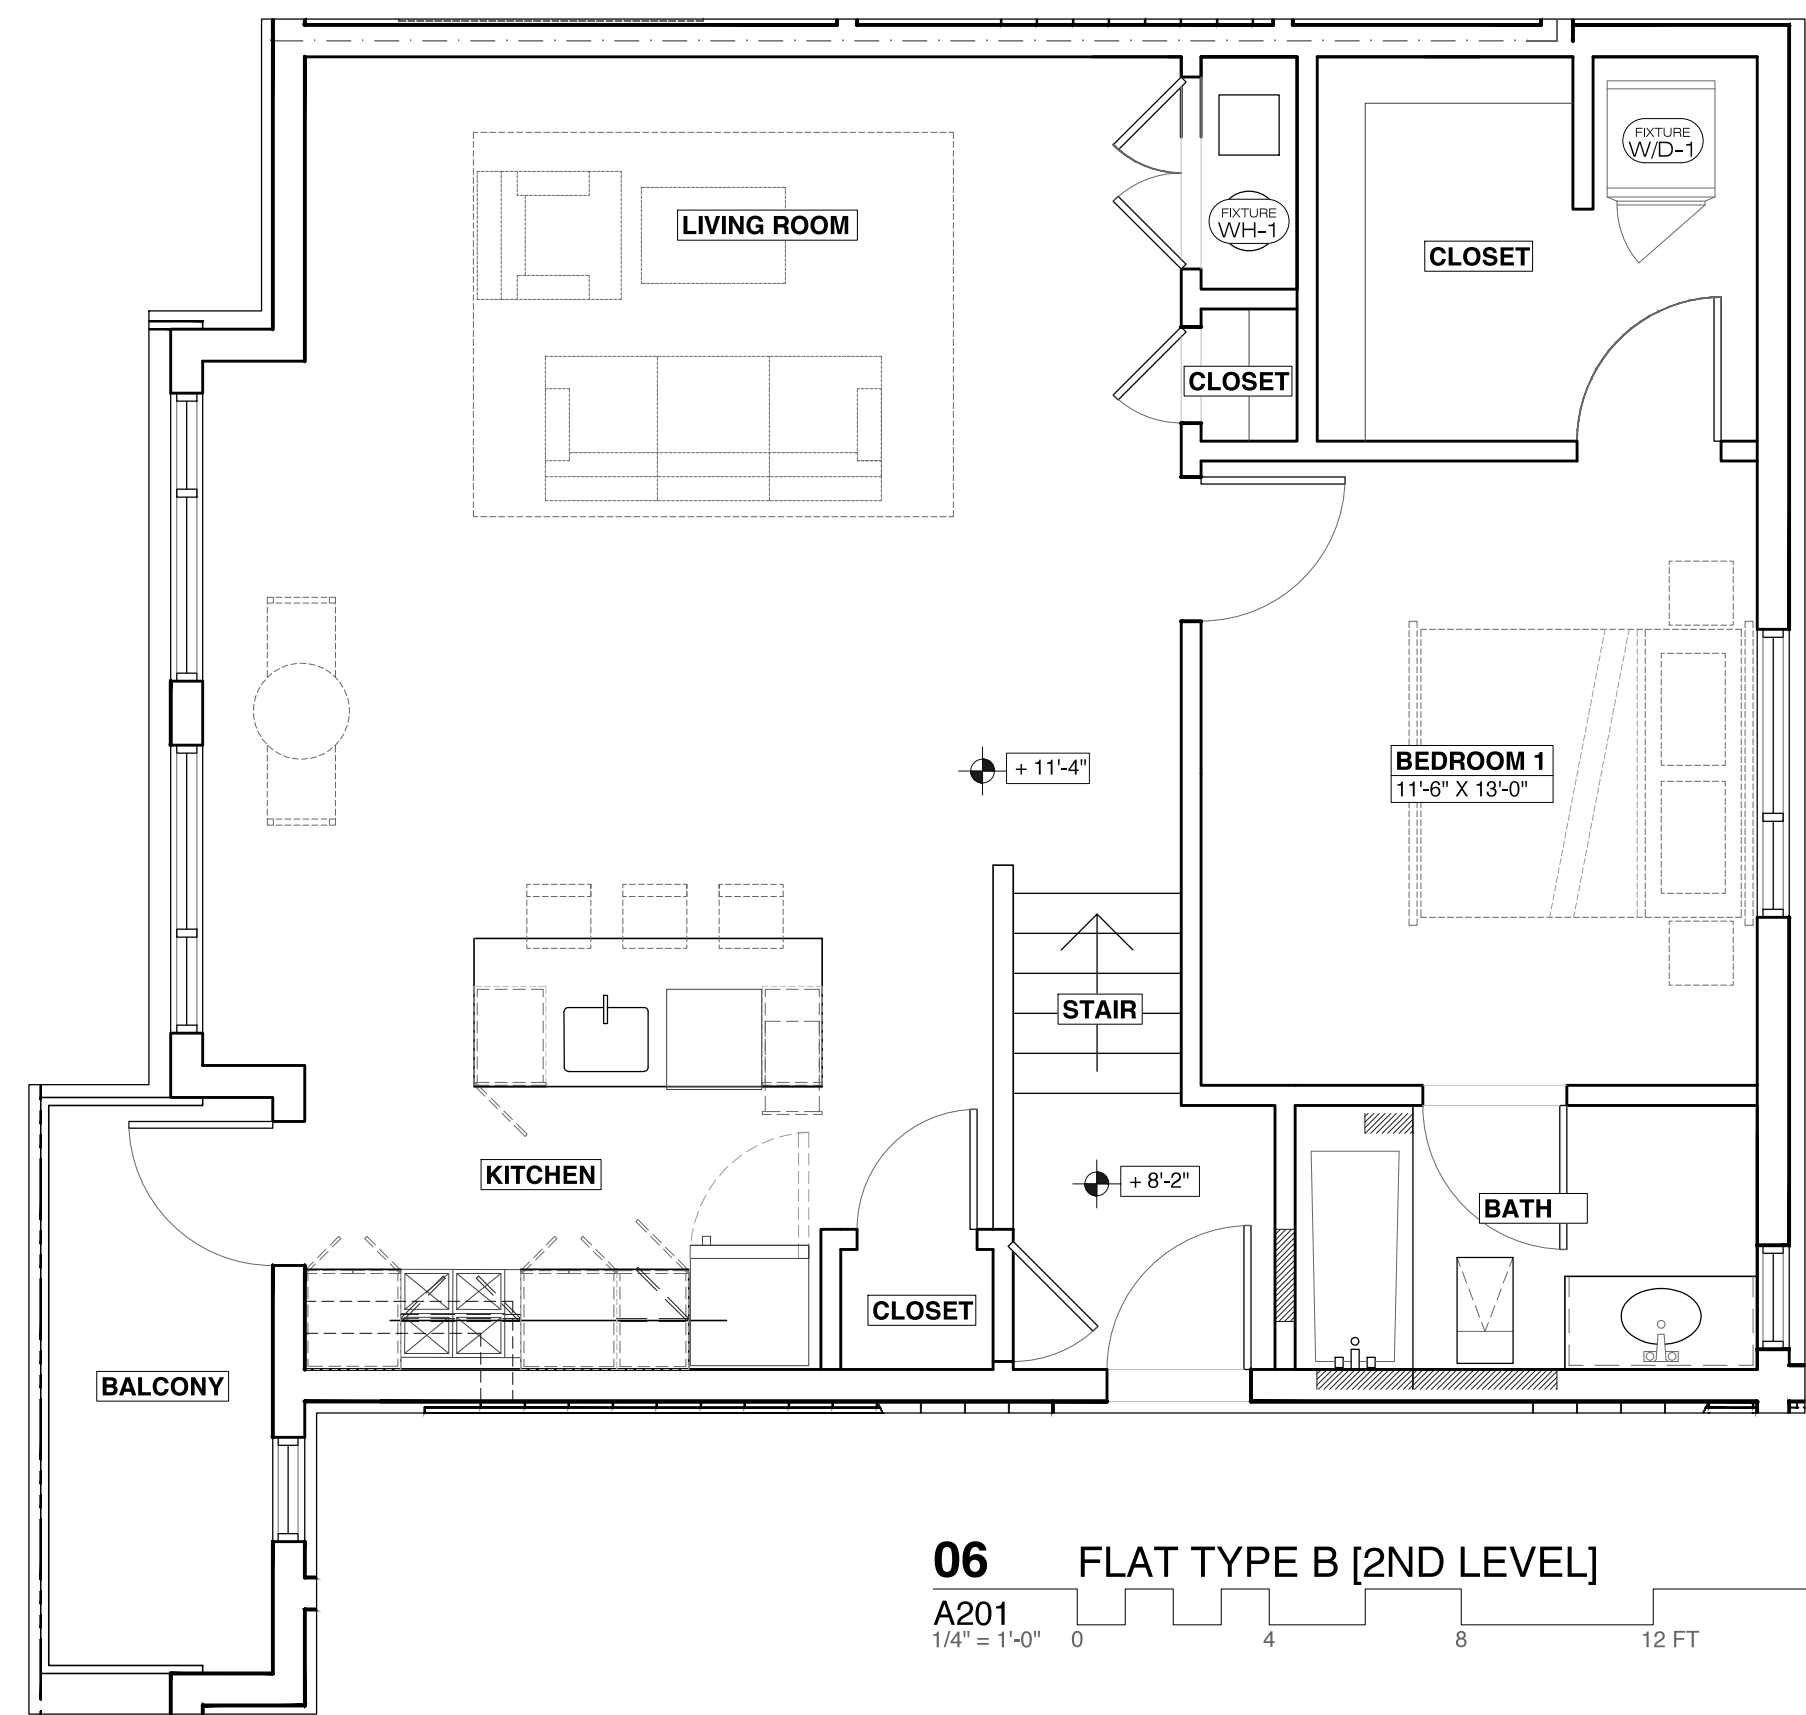 FIXTURE
W/D-1
LIVING ROOM
FIXTURE
WH-1
CLOSET
CLOSET
+ 11'-4"
BEDROOM 1
11'-6" X 13'-0"
STAIR
KITCHEN
+ 8'-2"
BATH
CLOSET
BALCONY
06 FLAT TYPE B [2ND LEVEL]
A201
1/4" = 1'-0" 0 4 8 12 FT